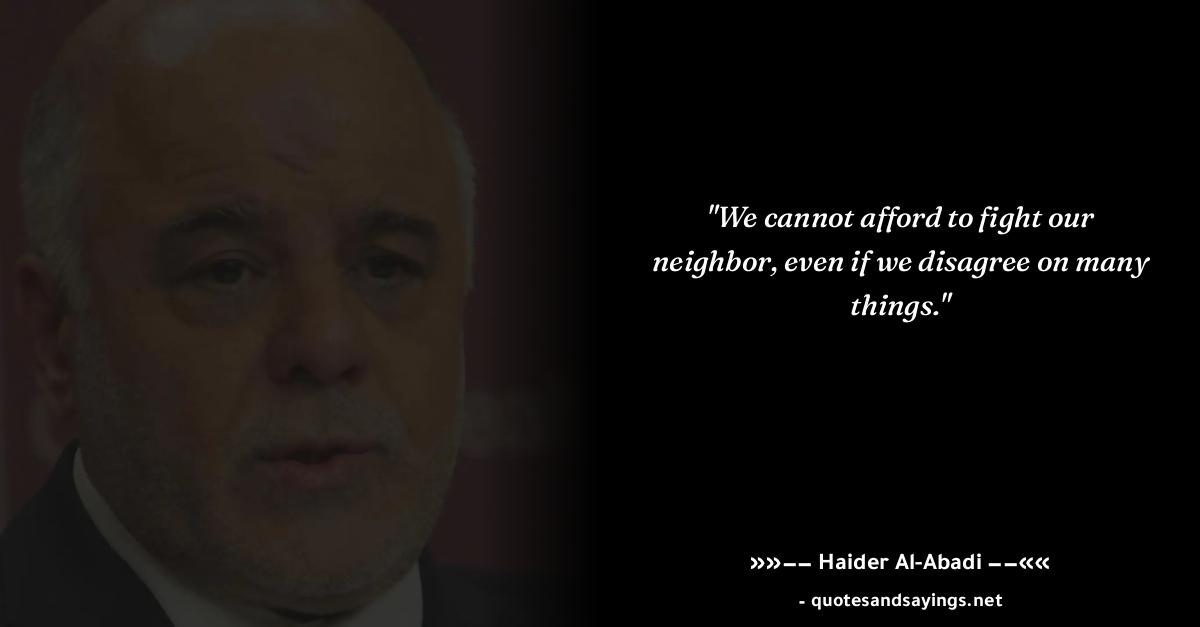 "We cannot afford to fight our
neighbor, even if we disagree on many
things."
»»−− Haider Al-Abadi −−««
- quotesandsayings.net